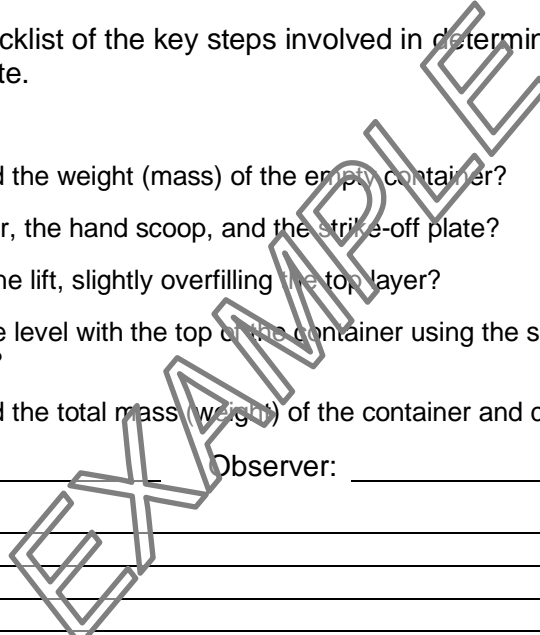 cklist of the key steps involved in determin
te.
d the weight (mass) of the empty container?
r, the hand scoop, and the strike-off plate?
ne lift, slightly overfilling the top layer?
e level with the top of the container using the s
?
d the total mass (weight) of the container and c
Observer:
EXAMPLE